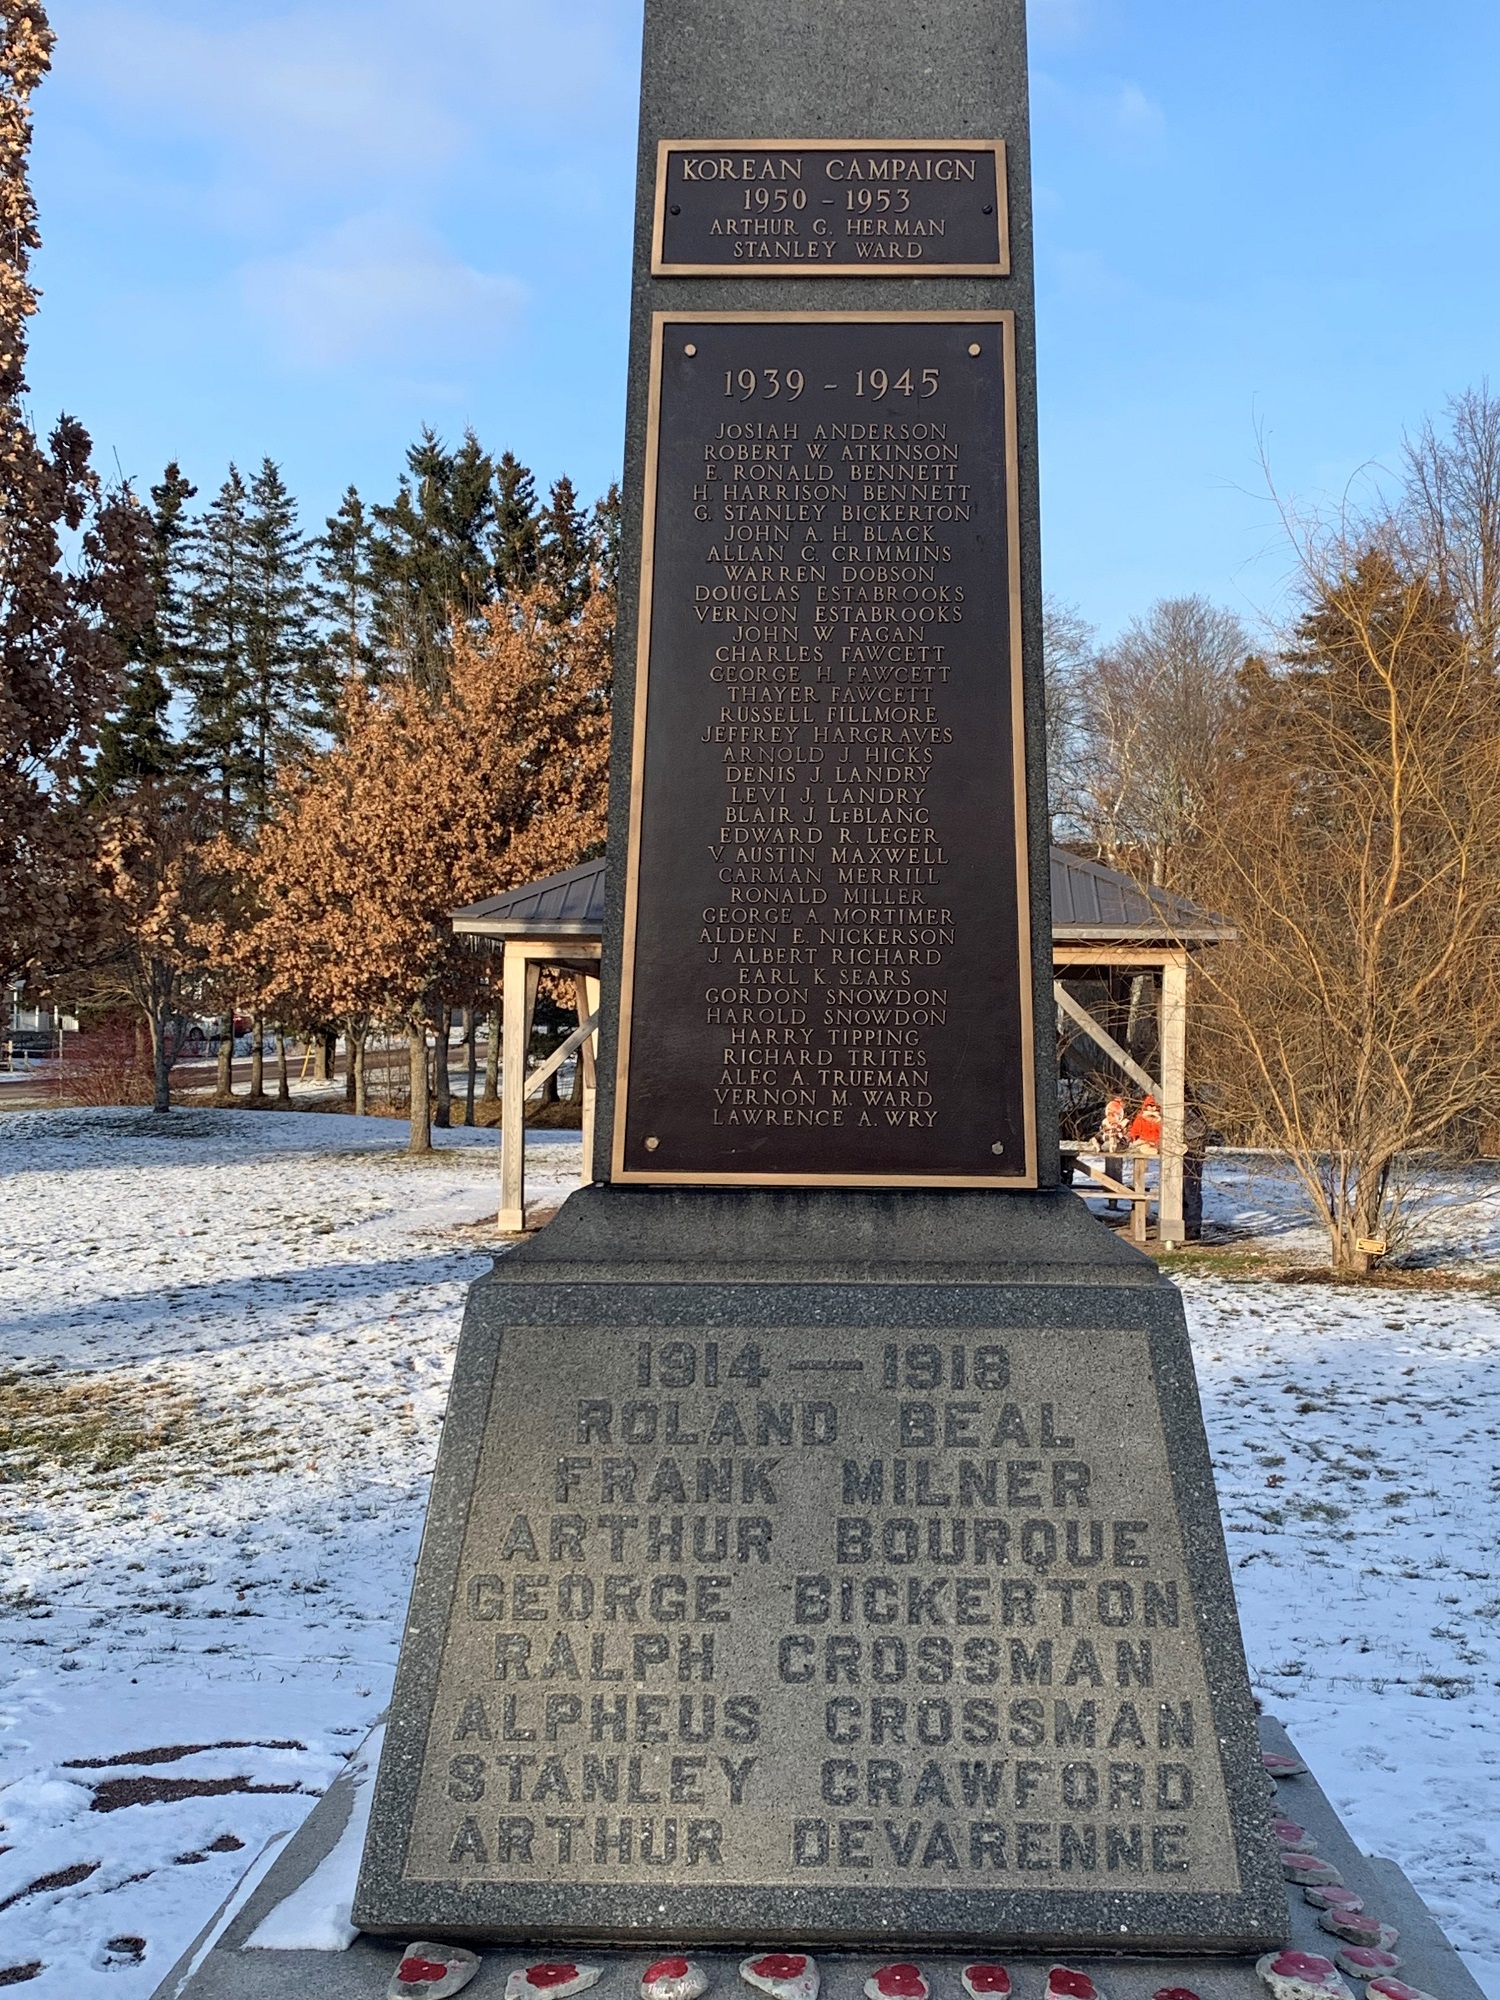 KOREAN CAMPAIGN
1950 - 1953
ARTHUR G. HERMAN
STANLEY WARD
1939 - 1945
JOSIAH ANDERSON
ROBERT W. ATKINSON
E. RONALD BENNETT
H. HARRISON BENNETT
G. STANLEY BICKERTON
JOHN A. H. BLACK
ALLAN C. CRIMMINS
WARREN DOBSON
DOUGLAS ESTABROOKS
VERNON ESTABROOKS
JOHN W. FAGAN
CHARLES FAWCETT
GEORGE H. FAWCETT
THAYER FAWCETT
RUSSELL FILLMORE
JEFFREY HARGRAVES
ARNOLD J. HICKS
DENIS J. LANDRY
LEVI J. LANDRY
BLAIR J. LEBLANC
EDWARD R. LEGER
V. AUSTIN MAXWELL
CARMAN MERRILL
RONALD MILLER
GEORGE A. MORTIMER
ALDEN E. NICKERSON
J. ALBERT RICHARD
EARL K. SEARS
GORDON SNOWDON
HAROLD SNOWDON
HARRY TIPPING
RICHARD TRITES
ALEC A. TRUEMAN
VERNON M. WARD
LAWRENCE A. WRY
1914 — 1918
ROLAND BEAL
FRANK MILNER
ARTHUR BOURQUE
GEORGE BICKERTON
RALPH CROSSMAN
ALPHEUS CROSSMAN
STANLEY CRAWFORD
ARTHUR DEVARENNE